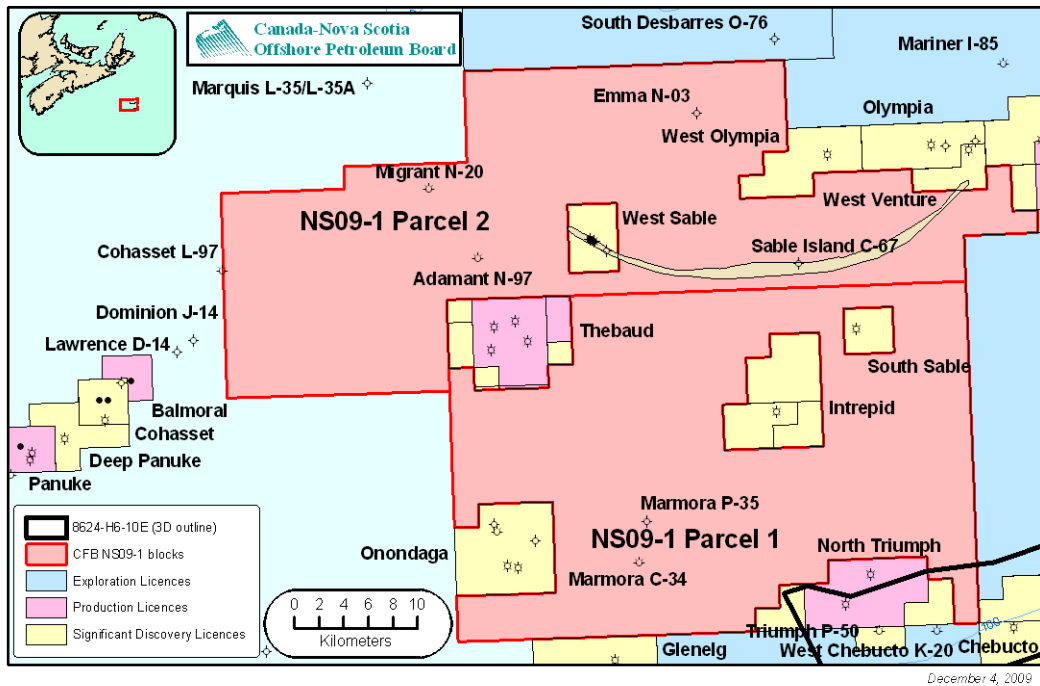 Canada-Nova Scotia
Offshore Petroleum Board
South Desbarres O-76
Mariner I-85
Marquis L-35/L-35A
Emma N-03
Olympia
West Olympia
Migrant N-20
NS09-1 Parcel 2
West Sable
West Venture
Cohasset L-97
Sable Island C-67
Adamant N-97
Dominion J-14
Thebaud
Lawrence D-14
South Sable
Balmoral
Intrepid
Cohasset
Deep Panuke
Panuke
Marmora P-35
8624-H6-10E (3D outline)
CFB NS09-1 blocks
Exploration Licences
Production Licences
Significant Discovery Licences
NS09-1 Parcel 1
North Triumph
Onondaga
Marmora C-34
0 2 4 6 8 10
Kilometers
Triumph P-50
100
Glenelg
West Chebucto K-20
Chebucto
December 4, 2009